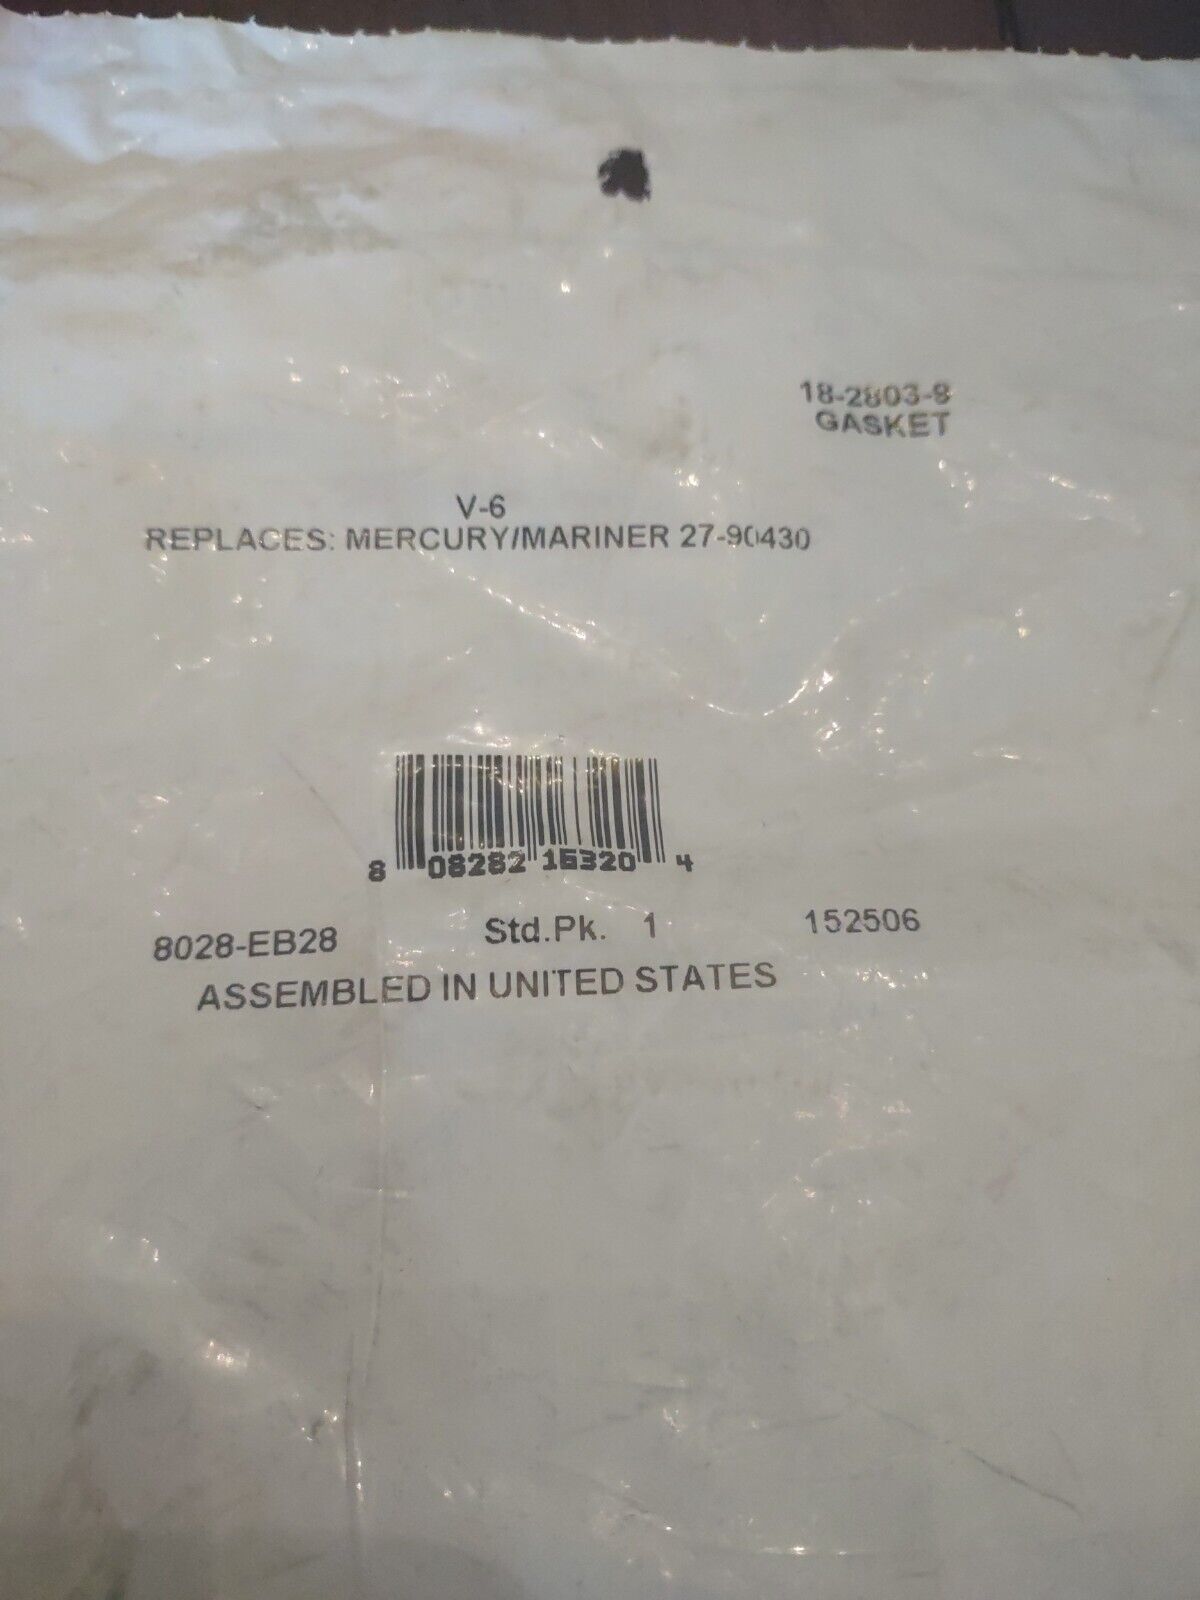 18-2803-8
GASKET
V-6
REPLACES: MERCURY/MARINER 27-90430
8 08282 15320 4
8028-EB28 Std.Pk. 1 152506
ASSEMBLED IN UNITED STATES